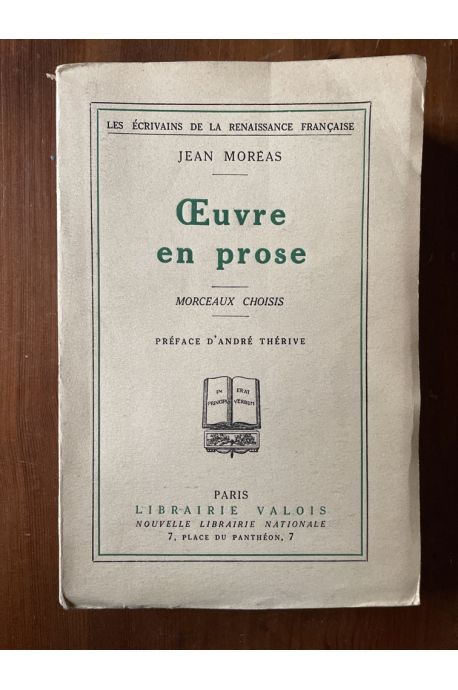 LES ÉCRIVAINS DE LA RENAISSANCE FRANÇAISE
JEAN MORÉAS
Œuvre
en prose
MORCEAUX CHOISIS
PRÉFACE D'ANDRÉ THÉRIVE
IN ERAT
PRINCIPIO VERBUM
PARIS
LIBRAIRIE VALOIS
NOUVELLE LIBRAIRIE NATIONALE
7, PLACE DU PANTHÉON, 7